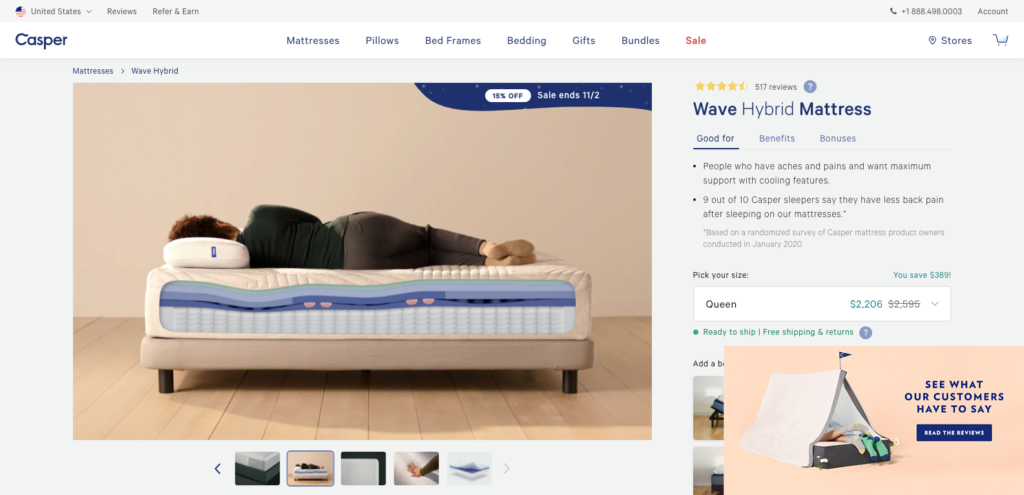 United States
Reviews
Refer & Earn
+1 888.498.0003
Account
Casper
Mattresses
Pillows
Bed Frames
Bedding
Gifts
Bundles
Sale
Stores
Mattresses > Wave Hybrid
15% OFF
Sale ends 11/2
517 reviews
?
Wave Hybrid Mattress
Good for
Benefits
Bonuses
• People who have aches and pains and want maximum
support with cooling features.
• 9 out of 10 Casper sleepers say they have less back pain
after sleeping on our mattresses.*
*Based on a randomized survey of Casper mattress product owners
conducted in January 2020.
Pick your size:
You save $389!
Queen
$2,206 $2,595
Ready to ship | Free shipping & returns
?
Add a b
SEE WHAT
OUR CUSTOMERS
HAVE TO SAY
READ THE REVIEWS